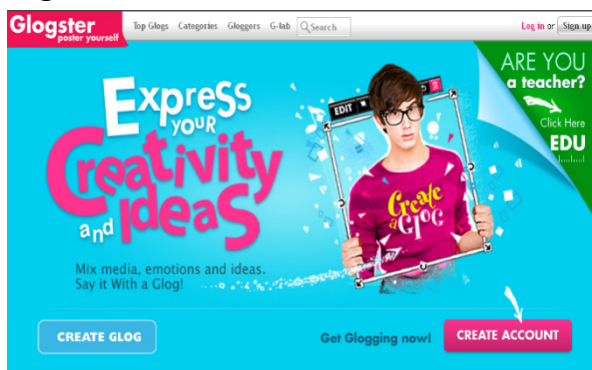 Glogster
poster yourself
Top Glogs Categories Gloggers G-lab Search
Log in or Sign up
ARE YOU
a teacher?
Click Here
EDU
Express
YOUR
Creativity
and Ideas
EDIT
Create
a Glog
Mix media, emotions and ideas.
Say it With a Glog!
CREATE GLOG
Get Glogging now!
CREATE ACCOUNT